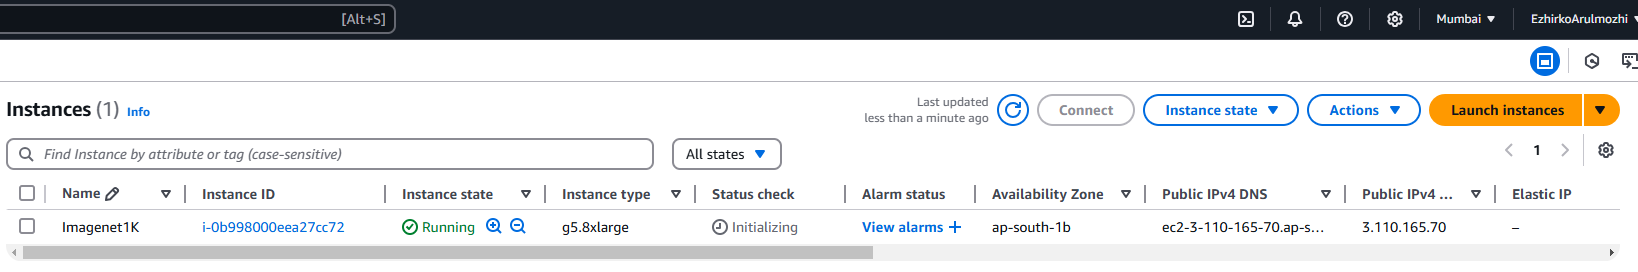 [Alt+S]
Mumbai
EzhirkoArulmozhi
Instances (1) Info
Last updated
less than a minute ago
Connect
Instance state
Actions
Launch instances
Find Instance by attribute or tag (case-sensitive)
All states
1
Name
Instance ID
Instance state
Instance type
Status check
Alarm status
Availability Zone
Public IPv4 DNS
Public IPv4 ...
Elastic IP
Imagenet1K
i-0b998000eea27cc72
Running
g5.8xlarge
Initializing
View alarms +
ap-south-1b
ec2-3-110-165-70.ap-s...
3.110.165.70
–